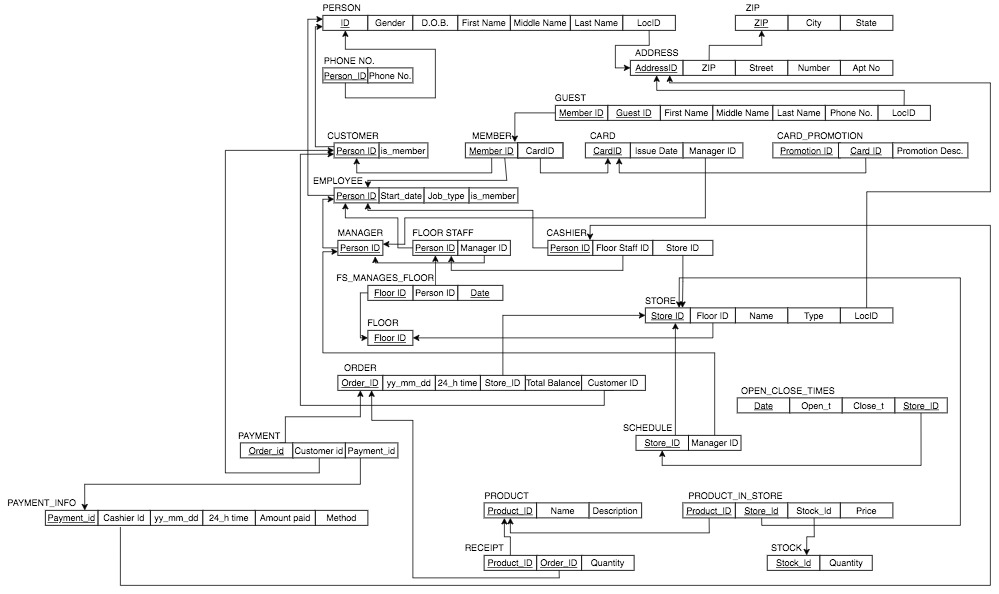 PERSON
ID Gender D.O.B. First Name Middle Name Last Name LocID
ZIP
ZIP City State
PHONE NO.
Person_ID Phone No.
ADDRESS
AddressID ZIP Street Number Apt No
GUEST
Member ID Guest ID First Name Middle Name Last Name Phone No. LocID
CUSTOMER
Person ID is_member
MEMBER
Member ID CardID
CARD
CardID Issue Date Manager ID
CARD_PROMOTION
Promotion ID Card ID Promotion Desc.
EMPLOYEE
Person ID Start_date Job_type is_member
MANAGER
Person ID
FLOOR STAFF
Person ID Manager ID
CASHIER
Person ID Floor Staff ID Store ID
FS_MANAGES_FLOOR
Floor ID Person ID Date
STORE
Store ID Floor ID Name Type LocID
FLOOR
Floor ID
ORDER
Order_ID yy_mm_dd 24_h time Store_ID Total Balance Customer ID
OPEN_CLOSE_TIMES
Date Open_t Close_t Store_ID
SCHEDULE
Store_ID Manager ID
PAYMENT
Order_id Customer id Payment_id
PAYMENT_INFO
Payment_id Cashier Id yy_mm_dd 24_h time Amount paid Method
PRODUCT
Product_ID Name Description
PRODUCT_IN_STORE
Product_ID Store_Id Stock_Id Price
RECEIPT
Product_ID Order_ID Quantity
STOCK
Stock_Id Quantity